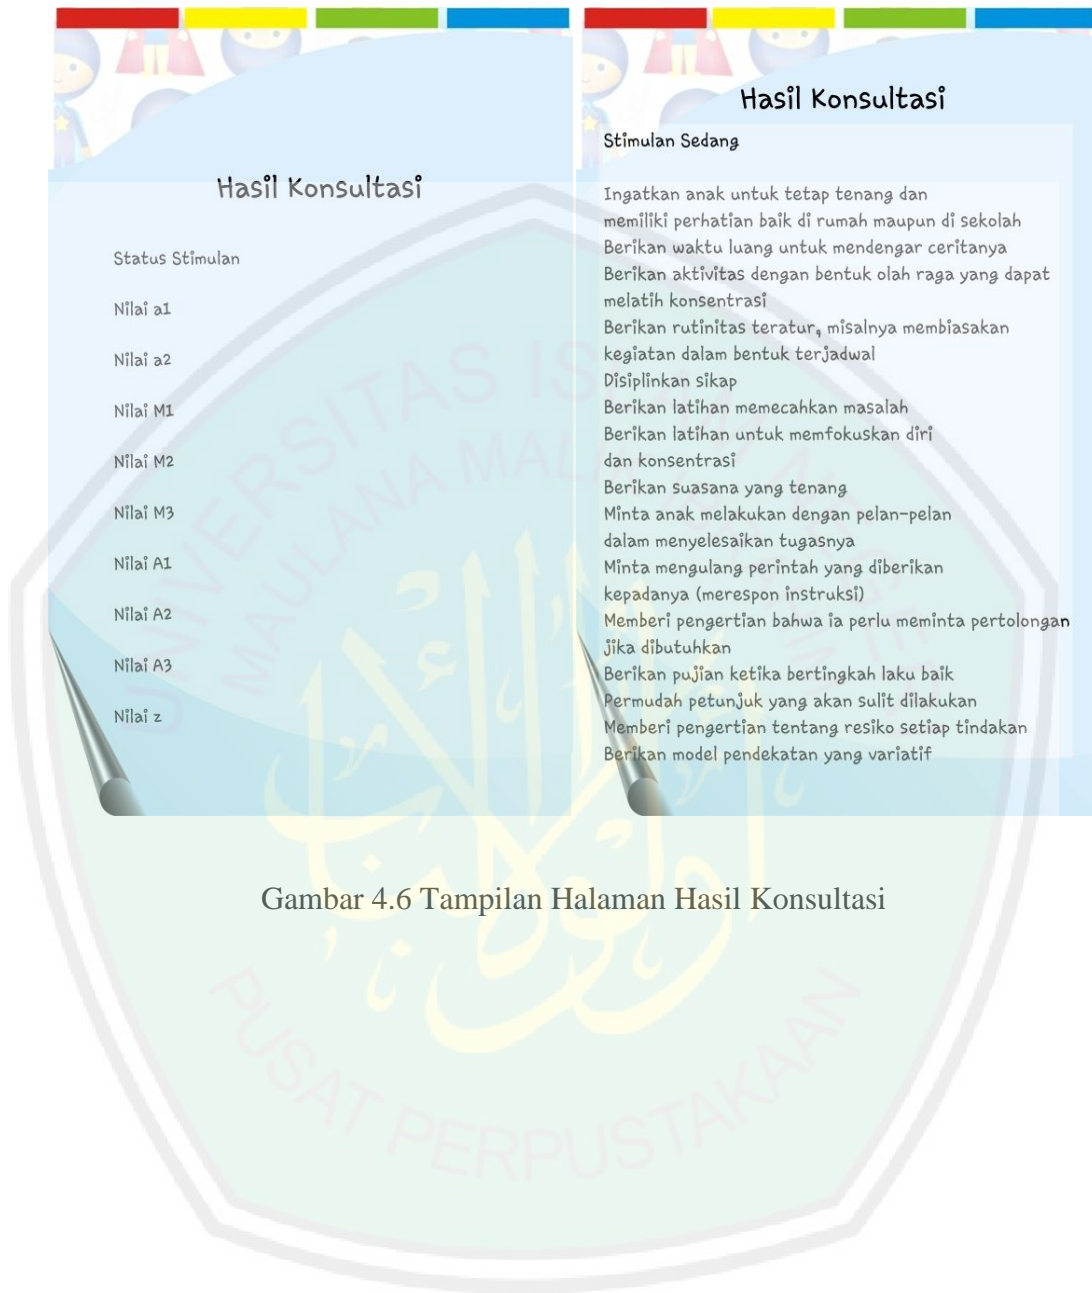 Hasil Konsultasi
Status Stimulan
Nilai a1
Nilai a2
Nilai M1
Nilai M2
Nilai M3
Nilai A1
Nilai A2
Nilai A3
Nilai z
Hasil Konsultasi
Stimulan Sedang
Ingatkan anak untuk tetap tenang dan
memiliki perhatian baik di rumah maupun di sekolah
Berikan waktu luang untuk mendengar ceritanya
Berikan aktivitas dengan bentuk olah raga yang dapat
melatih konsentrasi
Berikan rutinitas teratur, misalnya membiasakan
kegiatan dalam bentuk terjadwal
Disiplinkan sikap
Berikan latihan memecahkan masalah
Berikan latihan untuk memfokuskan diri
dan konsentrasi
Berikan suasana yang tenang
Minta anak melakukan dengan pelan-pelan
dalam menyelesaikan tugasnya
Minta mengulang perintah yang diberikan
kepadanya (merespon instruksi)
Memberi pengertian bahwa ia perlu meminta pertolongan
jika dibutuhkan
Berikan pujian ketika bertingkah laku baik
Permudah petunjuk yang akan sulit dilakukan
Memberi pengertian tentang resiko setiap tindakan
Berikan model pendekatan yang variatif
Gambar 4.6 Tampilan Halaman Hasil Konsultasi
PUSAT PERPUSTAKAAN